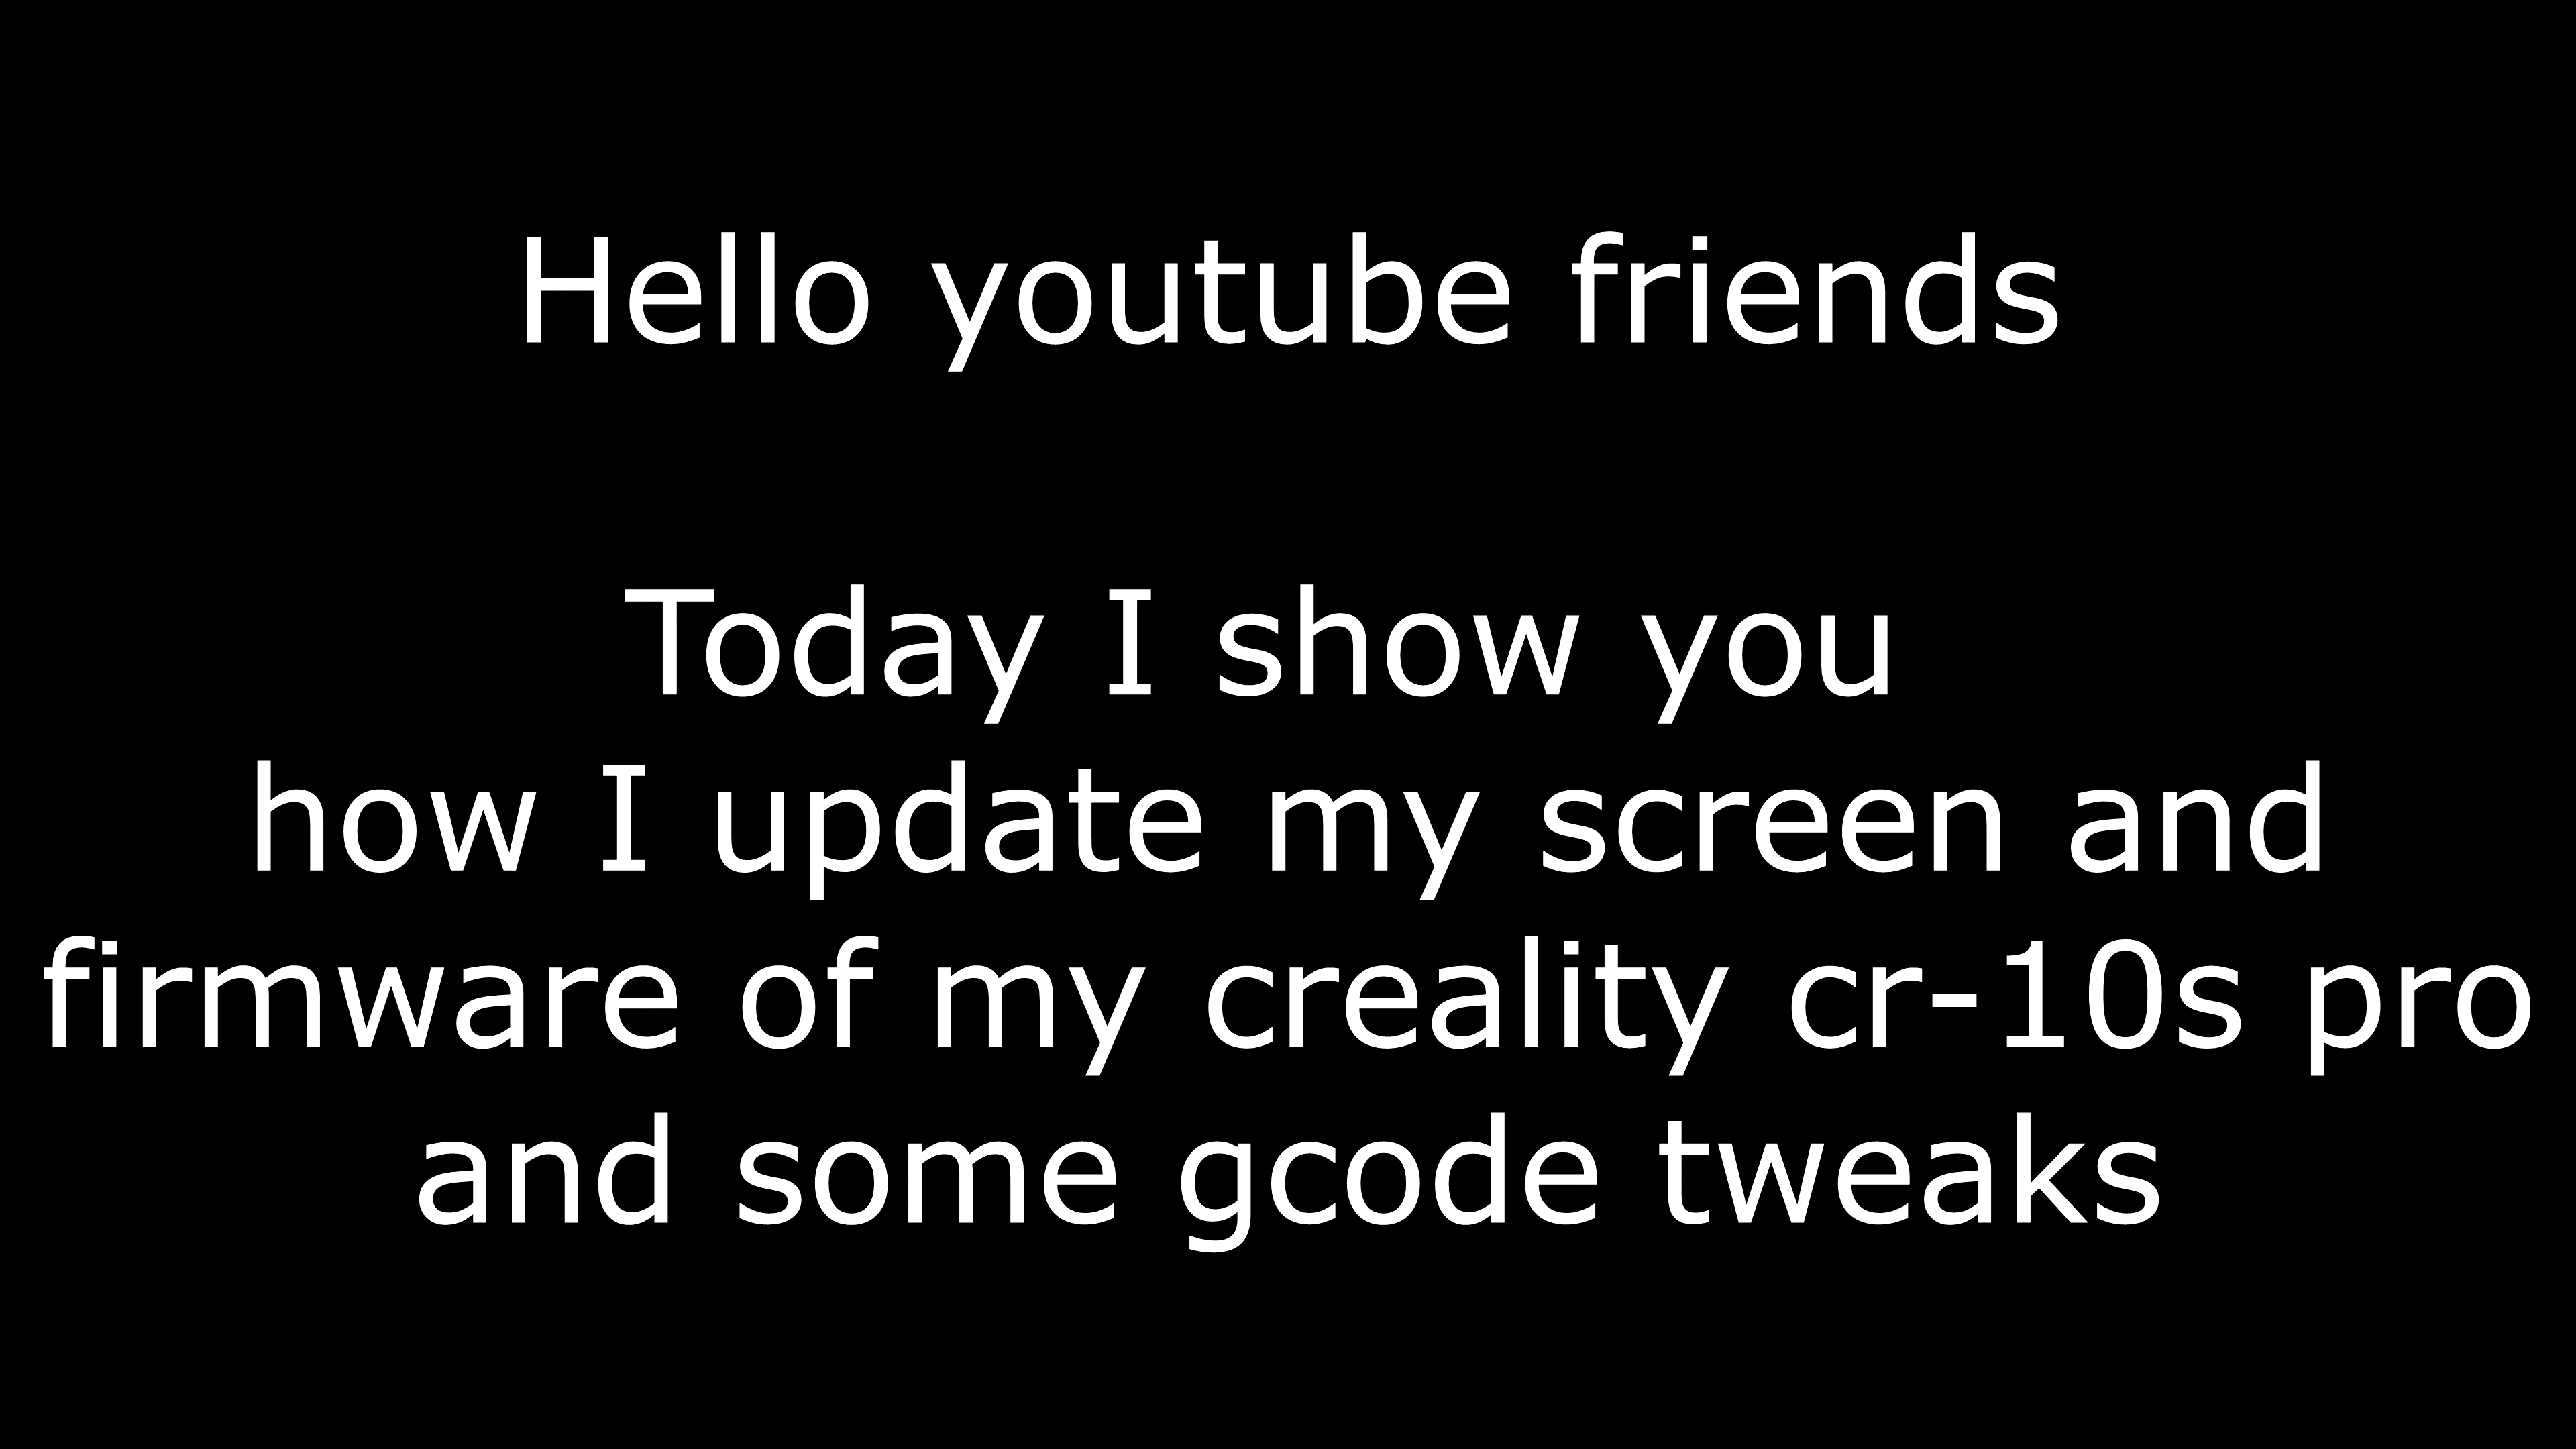 Hello youtube friends
Today I show you
how I update my screen and
firmware of my creality cr-10s pro
and some gcode tweaks